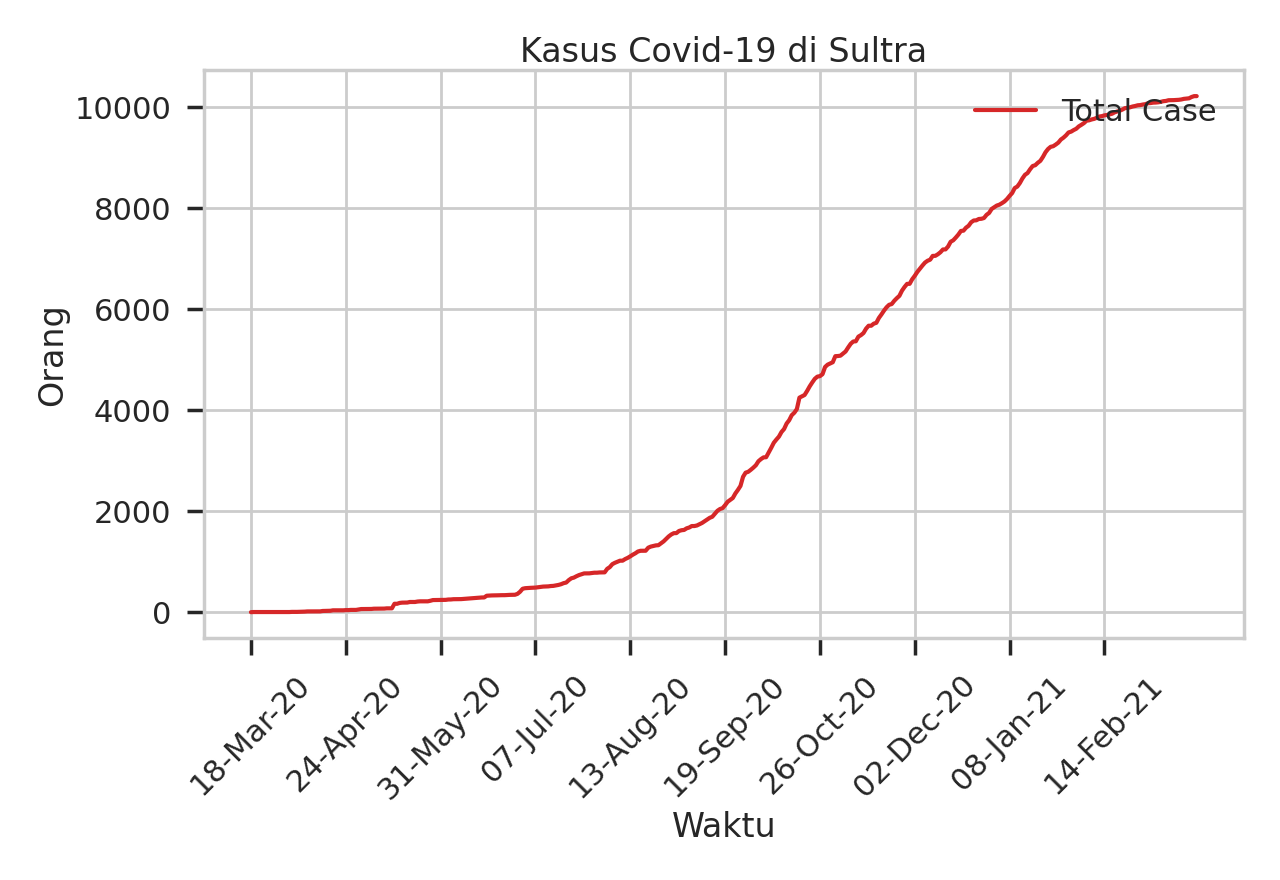 Kasus Covid-19 di Sultra
Total Case
10000
8000
6000
4000
2000
0
Orang
18-Mar-20
24-Apr-20
31-May-20
07-Jul-20
13-Aug-20
19-Sep-20
26-Oct-20
02-Dec-20
08-Jan-21
14-Feb-21
Waktu